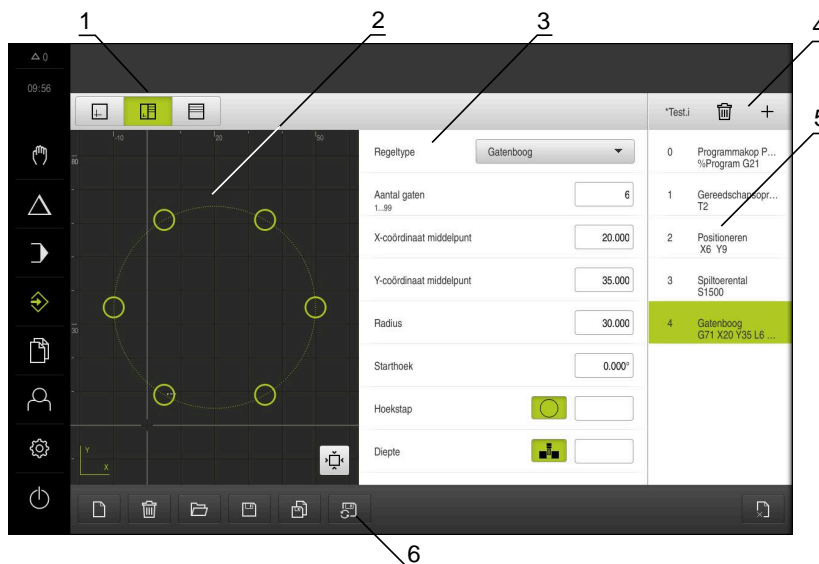 1
2
3
4
5
6
0
09:56
-10
20
50
80
30
Y
X
Regeltype
Gatenboog
Aantal gaten
1...99
6
X-coördinaat middelpunt
20.000
Y-coördinaat middelpunt
35.000
Radius
30.000
Starthoek
0.000°
Hoekstap
Diepte
*Test.i
0 Programmakop P...
%Program G21
1 Gereedschapsopr...
T2
2 Positioneren
X6 Y9
3 Spiltoerental
S1500
4 Gatenboog
G71 X20 Y35 L6 ...